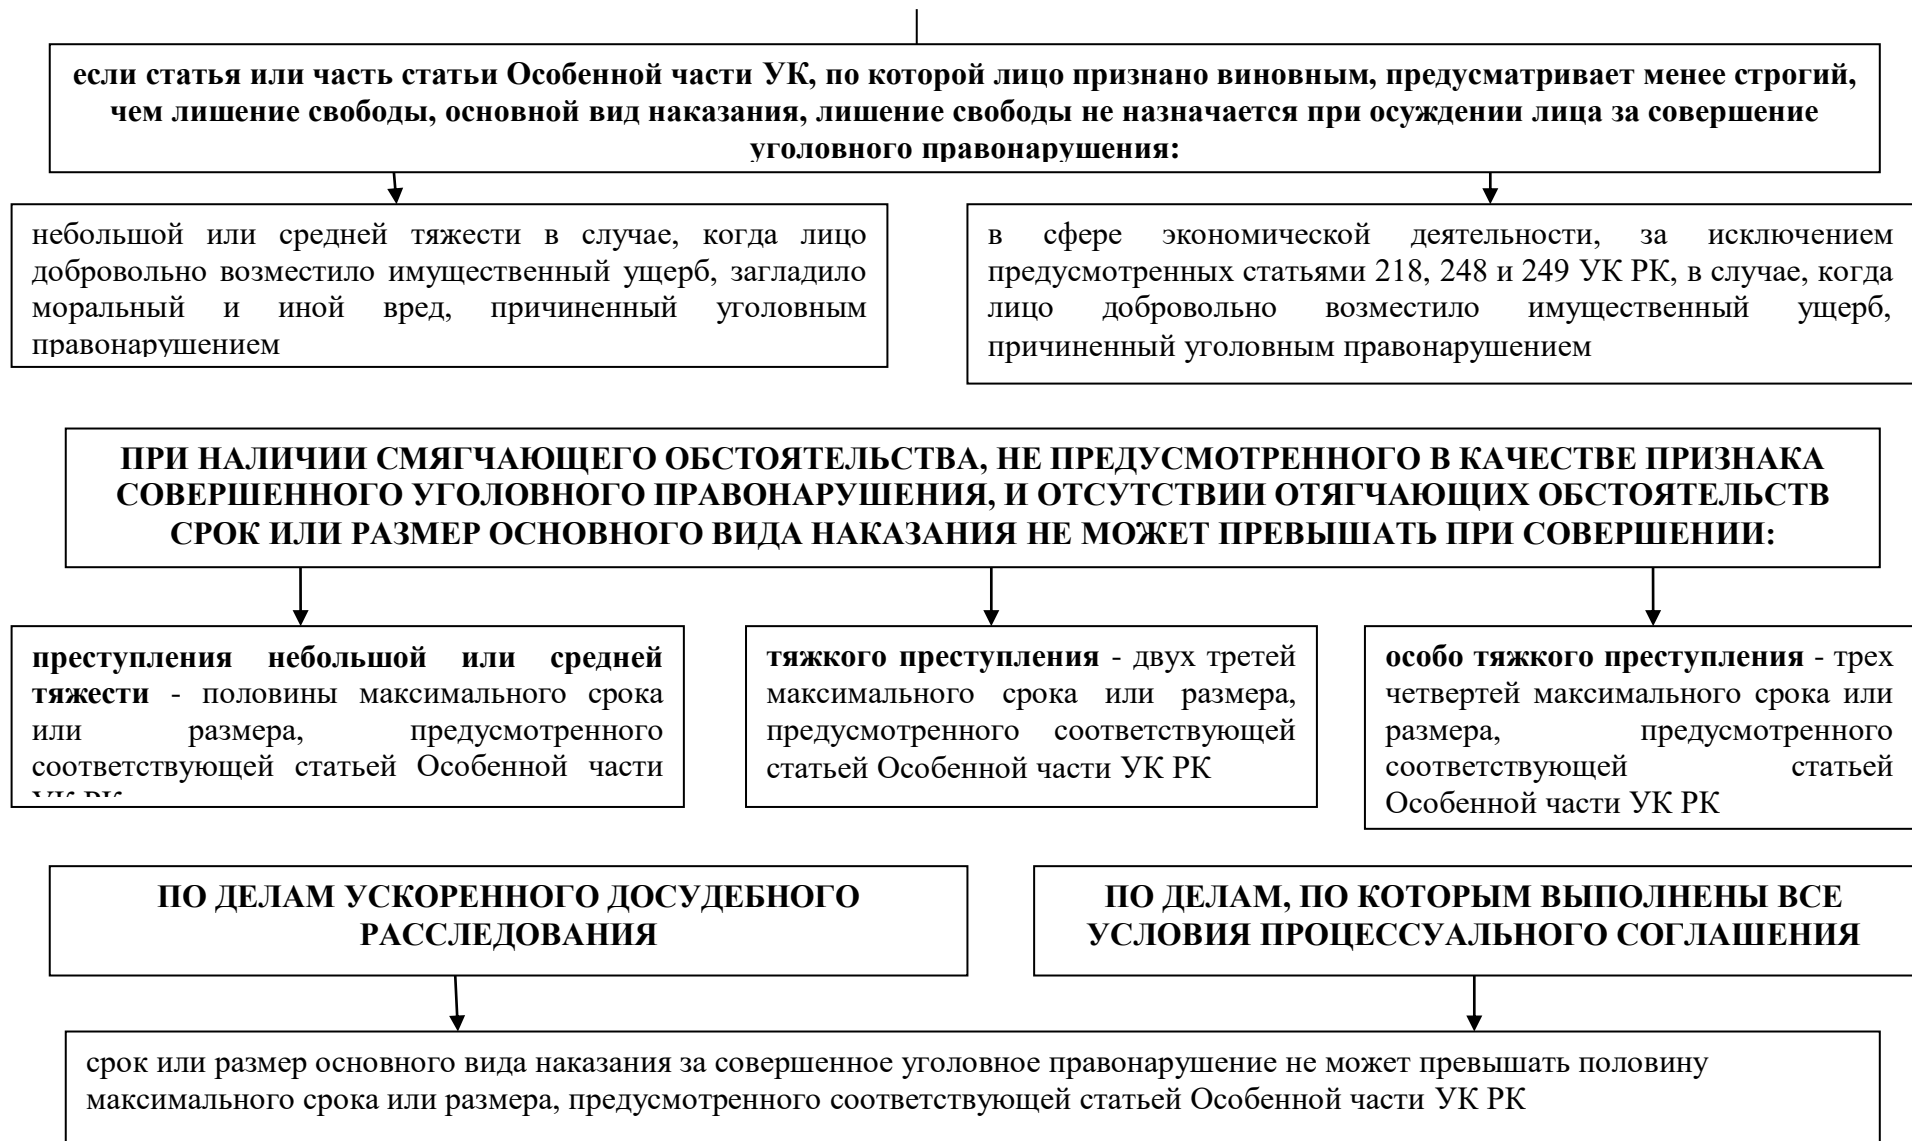 если статья или часть статьи Особенной части УК, по которой лицо признано виновным, предусматривает менее строгий,
чем лишение свободы, основной вид наказания, лишение свободы не назначается при осуждении лица за совершение
уголовного правонарушения:
небольшой или средней тяжести в случае, когда лицо
добровольно возместило имущественный ущерб, загладило
моральный и иной вред, причиненный уголовным
правонарушением
в сфере экономической деятельности, за исключением
предусмотренных статьями 218, 248 и 249 УК РК, в случае, когда
лицо добровольно возместило имущественный ущерб,
причиненный уголовным правонарушением
ПРИ НАЛИЧИИ СМЯГЧАЮЩЕГО ОБСТОЯТЕЛЬСТВА, НЕ ПРЕДУСМОТРЕННОГО В КАЧЕСТВЕ ПРИЗНАКА
СОВЕРШЕННОГО УГОЛОВНОГО ПРАВОНАРУШЕНИЯ, И ОТСУТСТВИИ ОТЯГЧАЮЩИХ ОБСТОЯТЕЛЬСТВ
СРОК ИЛИ РАЗМЕР ОСНОВНОГО ВИДА НАКАЗАНИЯ НЕ МОЖЕТ ПРЕВЫШАТЬ ПРИ СОВЕРШЕНИИ:
преступления небольшой или средней
тяжести - половины максимального срока
или размера, предусмотренного
соответствующей статьей Особенной части
УК РК
тяжкого преступления - двух третей
максимального срока или размера,
предусмотренного соответствующей
статьей Особенной части УК РК
особо тяжкого преступления - трех
четвертей максимального срока или
размера, предусмотренного
соответствующей статьей
Особенной части УК РК
ПО ДЕЛАМ УСКОРЕННОГО ДОСУДЕБНОГО
РАССЛЕДОВАНИЯ
ПО ДЕЛАМ, ПО КОТОРЫМ ВЫПОЛНЕНЫ ВСЕ
УСЛОВИЯ ПРОЦЕССУАЛЬНОГО СОГЛАШЕНИЯ
срок или размер основного вида наказания за совершенное уголовное правонарушение не может превышать половину
максимального срока или размера, предусмотренного соответствующей статьей Особенной части УК РК